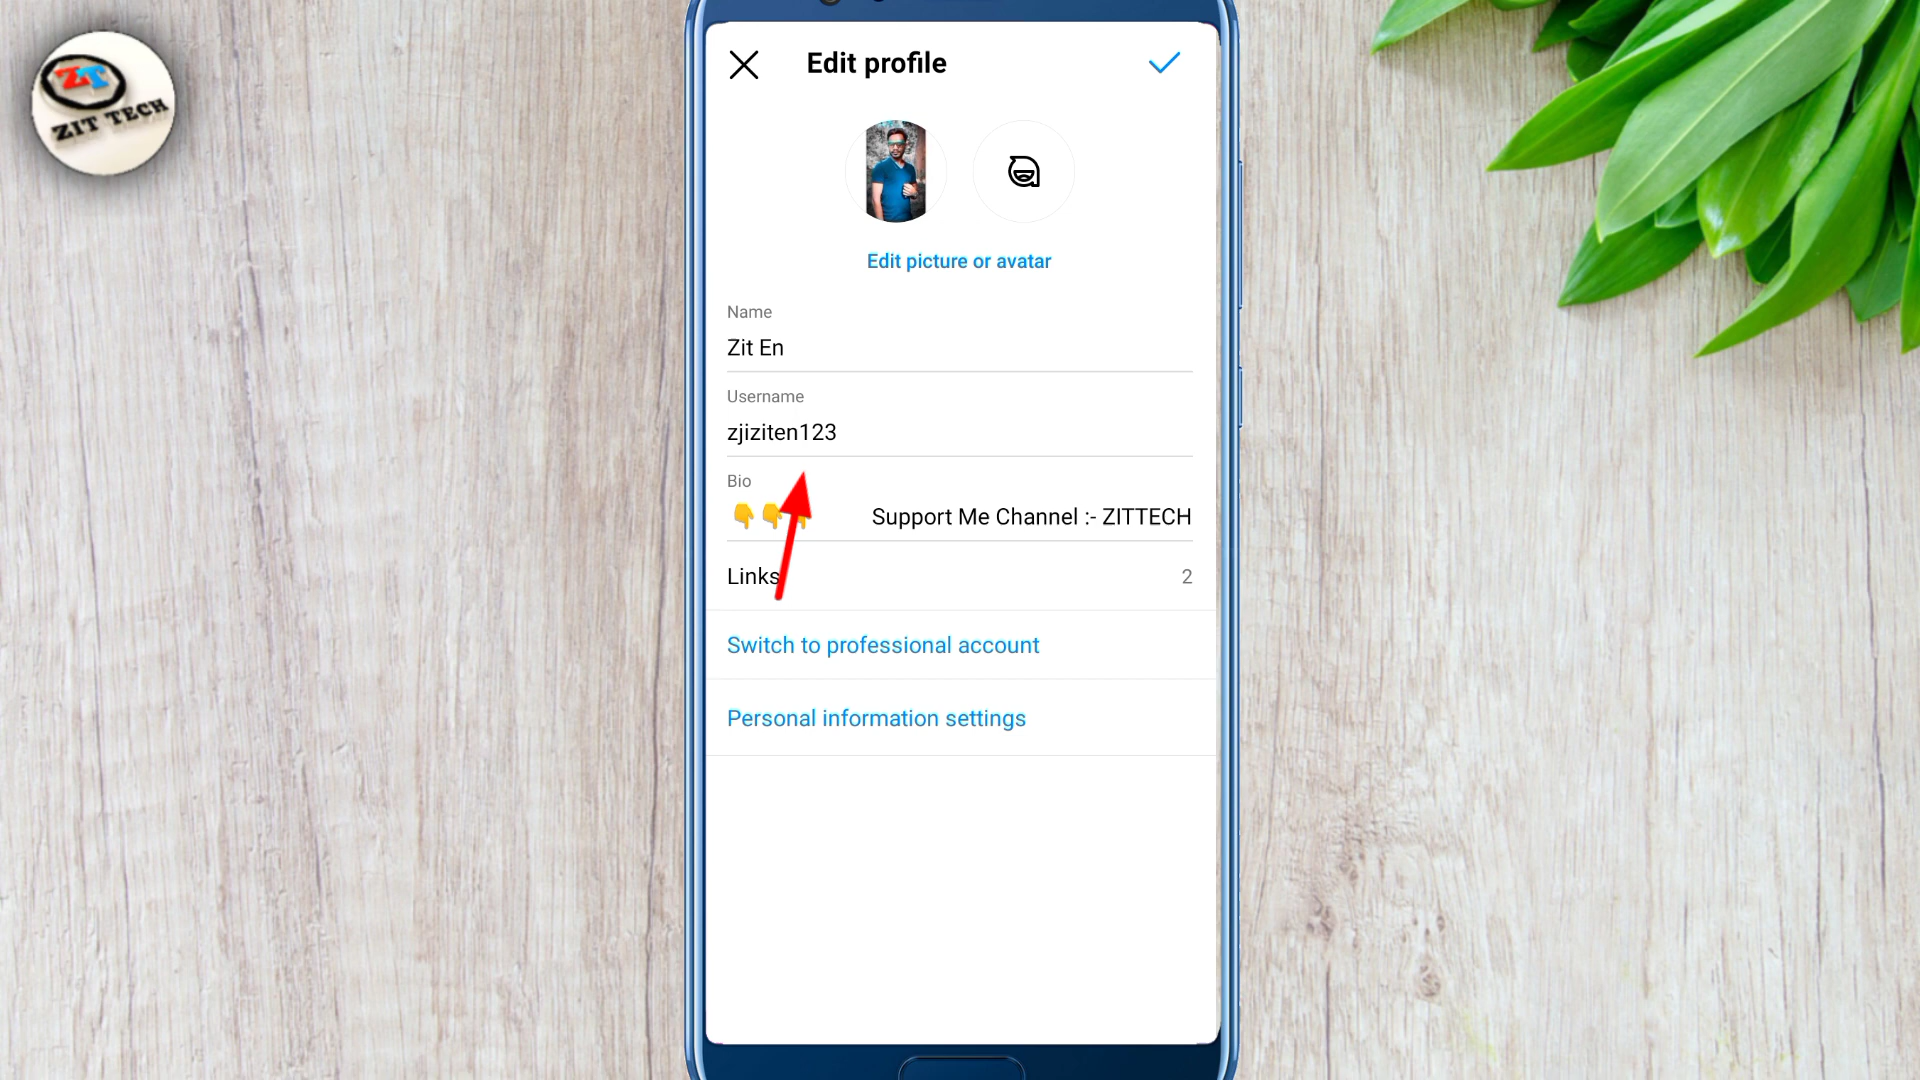 ZT
ZIT TECH
Edit profile
Edit picture or avatar
Name
Zit En
Username
zjiziten123
Bio
👇👇👇 Support Me Channel :- ZITTECH
Links 2
Switch to professional account
Personal information settings